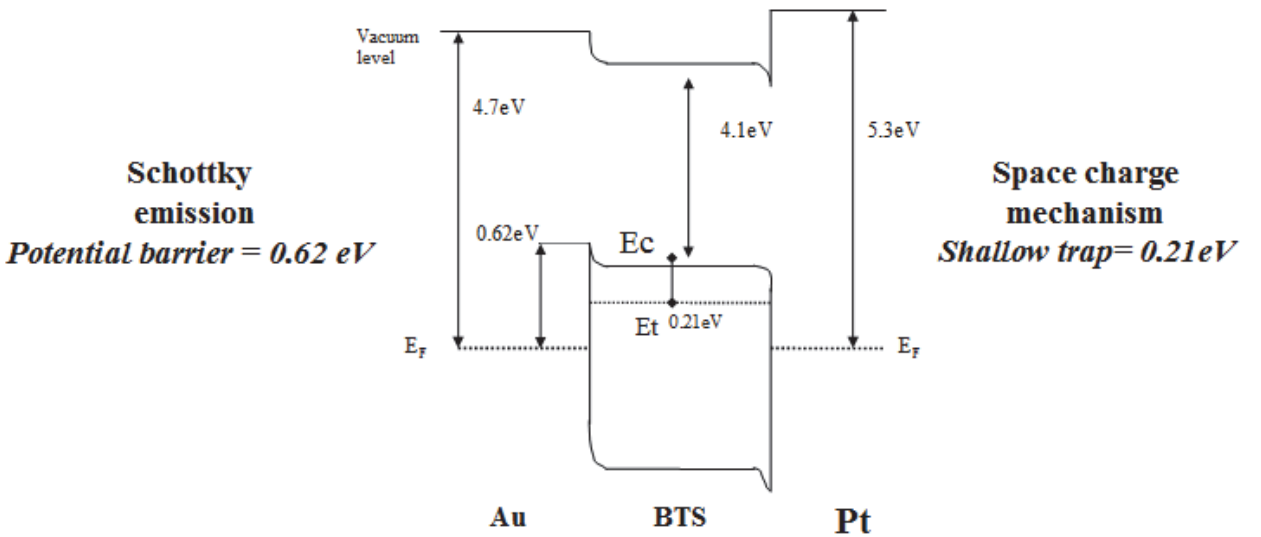 Vacuum
level
4.7eV
4.1eV
5.3eV
Schottky
emission
Potential barrier = 0.62 eV
Space charge
mechanism
Shallow trap= 0.21eV
0.62eV
Ec
Et 0.21eV
EF
EF
Au
BTS
Pt